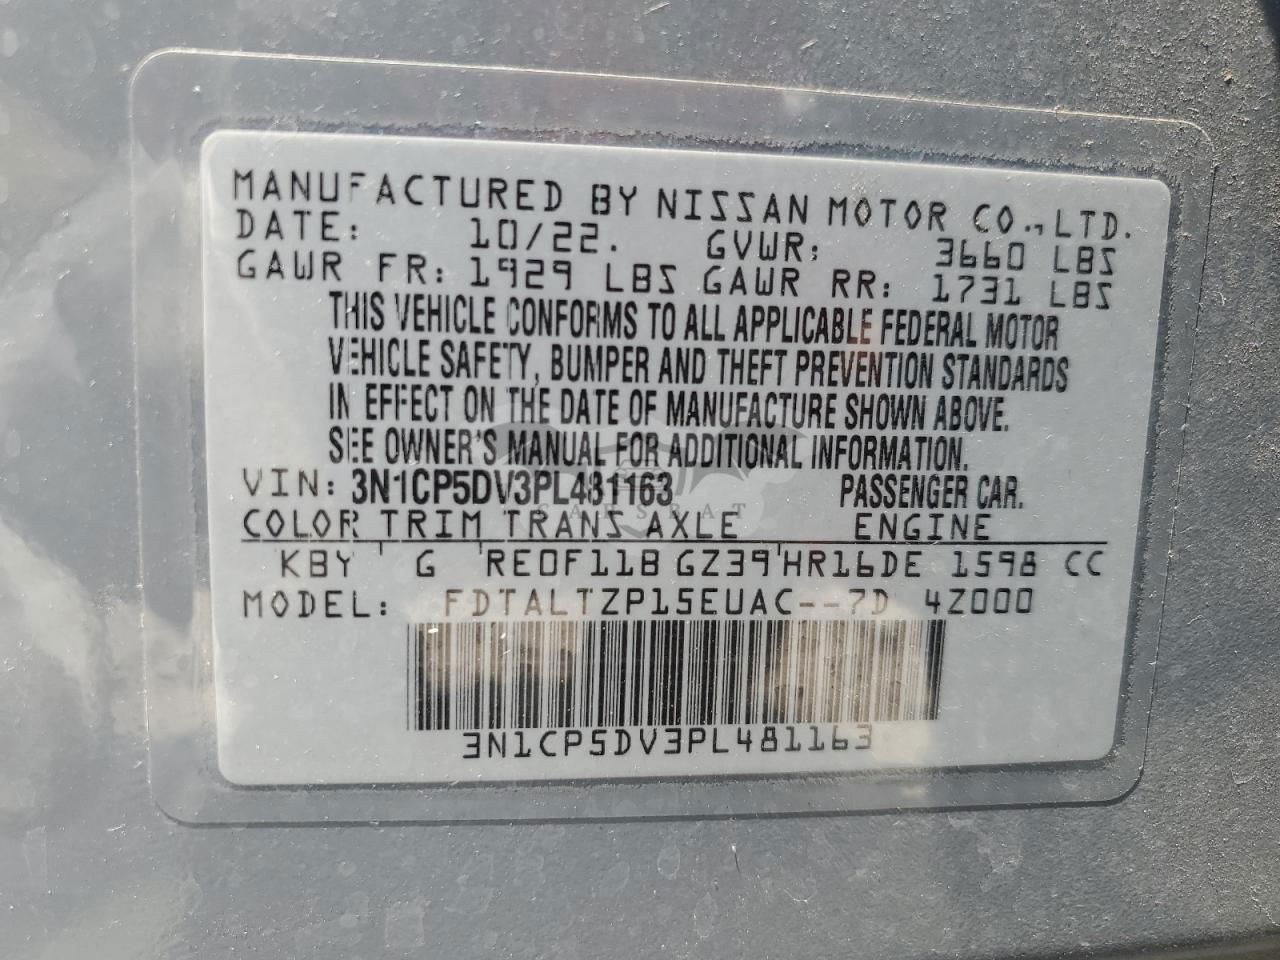 MANUFACTURED BY NISSAN MOTOR CO., LTD.
DATE: 10/22. GVWR: 3660 LBS
GAWR FR: 1929 LBS GAWR RR: 1731 LBS
THIS VEHICLE CONFORMS TO ALL APPLICABLE FEDERAL MOTOR
VEHICLE SAFETY, BUMPER AND THEFT PREVENTION STANDARDS
IN EFFECT ON THE DATE OF MANUFACTURE SHOWN ABOVE.
SEE OWNER'S MANUAL FOR ADDITIONAL INFORMATION.
VIN: 3N1CP5DV3PL481163 PASSENGER CAR.
CARSBAT
COLOR TRIM TRANS AXLE ENGINE
KBY G RE0F11B GZ39 HR16DE 1598 CC
MODEL: FDTALTZP15EUAC--7D 4Z000
3N1CP5DV3PL481163